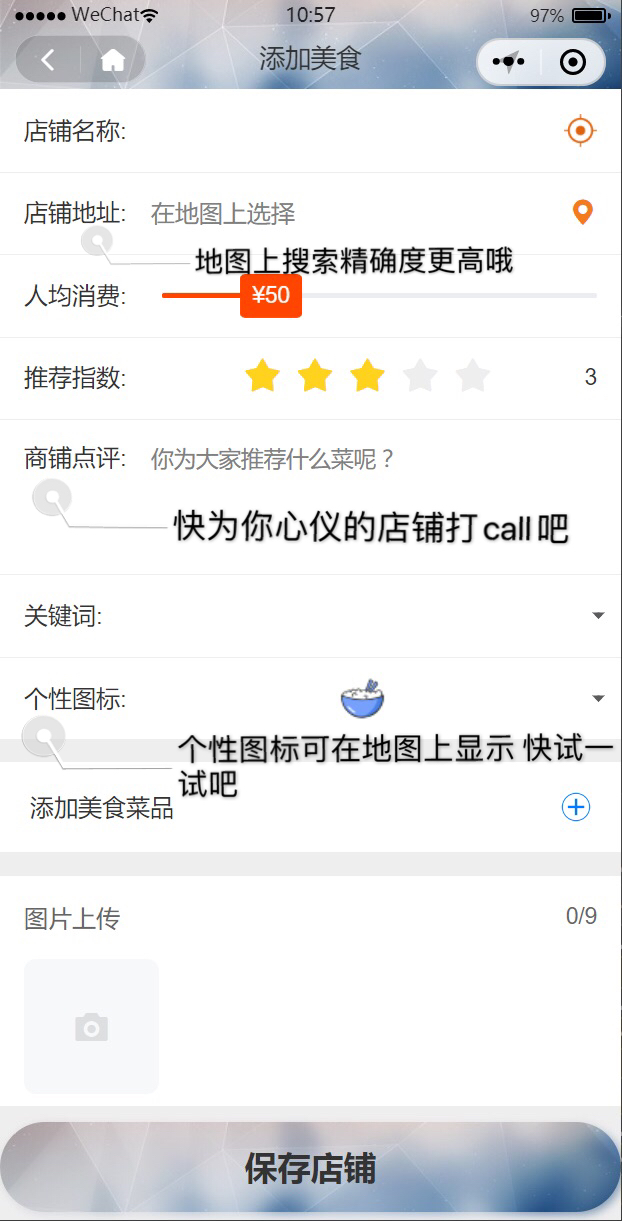 WeChat 10:57 97%
添加美食
店铺名称:
店铺地址: 在地图上选择
地图上搜索精确度更高哦
人均消费: ¥50
推荐指数: 3
商铺点评: 你为大家推荐什么菜呢？
快为你心仪的店铺打call吧
关键词:
个性图标:
个性图标可在地图上显示 快试一
试吧
添加美食菜品
图片上传 0/9
保存店铺